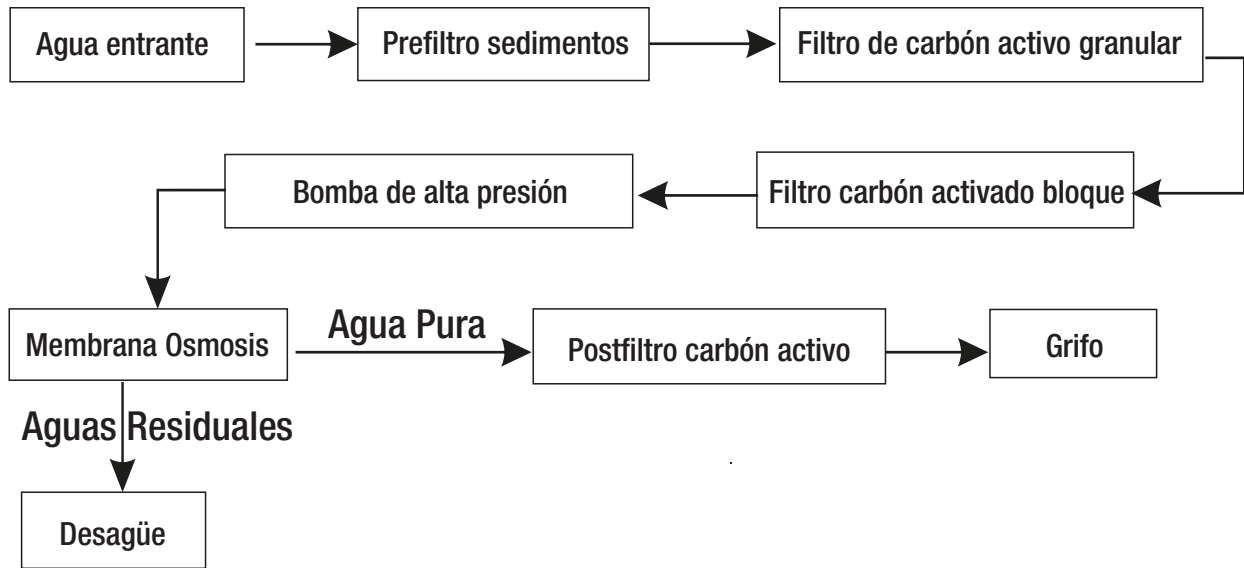 Agua entrante
Prefiltro sedimentos
Filtro de carbón activo granular
Bomba de alta presión
Filtro carbón activado bloque
Membrana Osmosis
Agua Pura
Postfiltro carbón activo
Grifo
Aguas Residuales
Desagüe